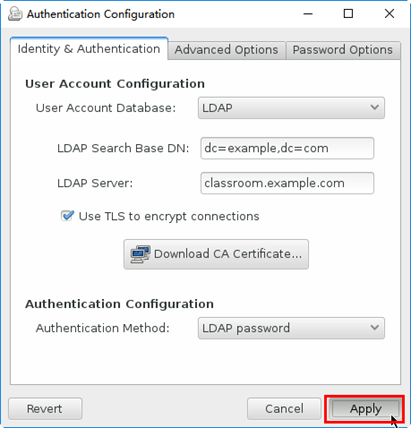 Authentication Configuration
Identity & Authentication Advanced Options Password Options
User Account Configuration
User Account Database: LDAP
LDAP Search Base DN: dc=example,dc=com
LDAP Server: classroom.example.com
Use TLS to encrypt connections
Download CA Certificate...
Authentication Configuration
Authentication Method: LDAP password
Revert Cancel Apply